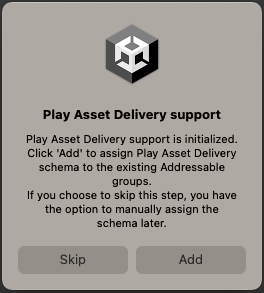 Play Asset Delivery support
Play Asset Delivery support is initialized.
Click 'Add' to assign Play Asset Delivery
schema to the existing Addressable
groups.
If you choose to skip this step, you have
the option to manually assign the
schema later.
Skip
Add